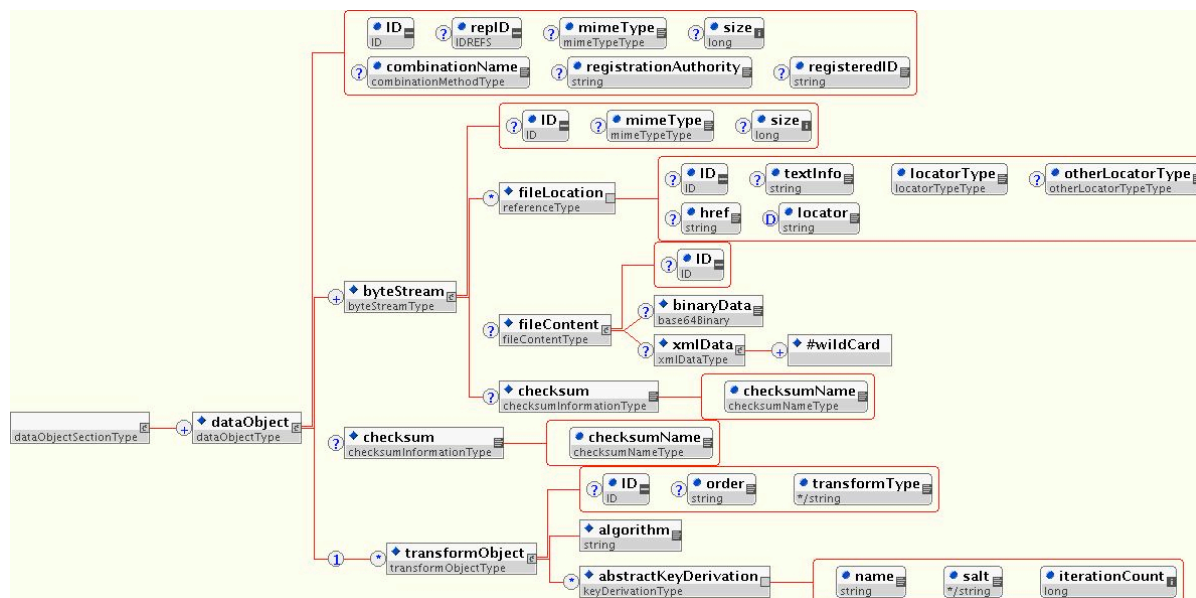 ID ? repID ? mimeType ? size
ID IDREFS mimeTypeType long
? combinationName ? registrationAuthority ? registeredID
combinationMethodType string string
? ID ? mimeType ? size
ID mimeTypeType long
* fileLocation
referenceType
? ID ? textInfo locatorType ? otherLocatorType
ID string locatorTypeType otherLocatorTypeType
? href D locator
string string
+ byteStream
byteStreamType
? fileContent
fileContentType
? ID
ID
? binaryData
base64Binary
? xmlData + #wildCard
xmlDataType
? checksum checksumName
checksumInformationType checksumNameType
dataObjectSectionType
+ dataObject
dataObjectType
? checksum checksumName
checksumInformationType checksumNameType
1 * transformObject
transformObjectType
? ID ? order transformType
ID string */string
algorithm
string
* abstractKeyDerivation name salt iterationCount
keyDerivationType string */string long